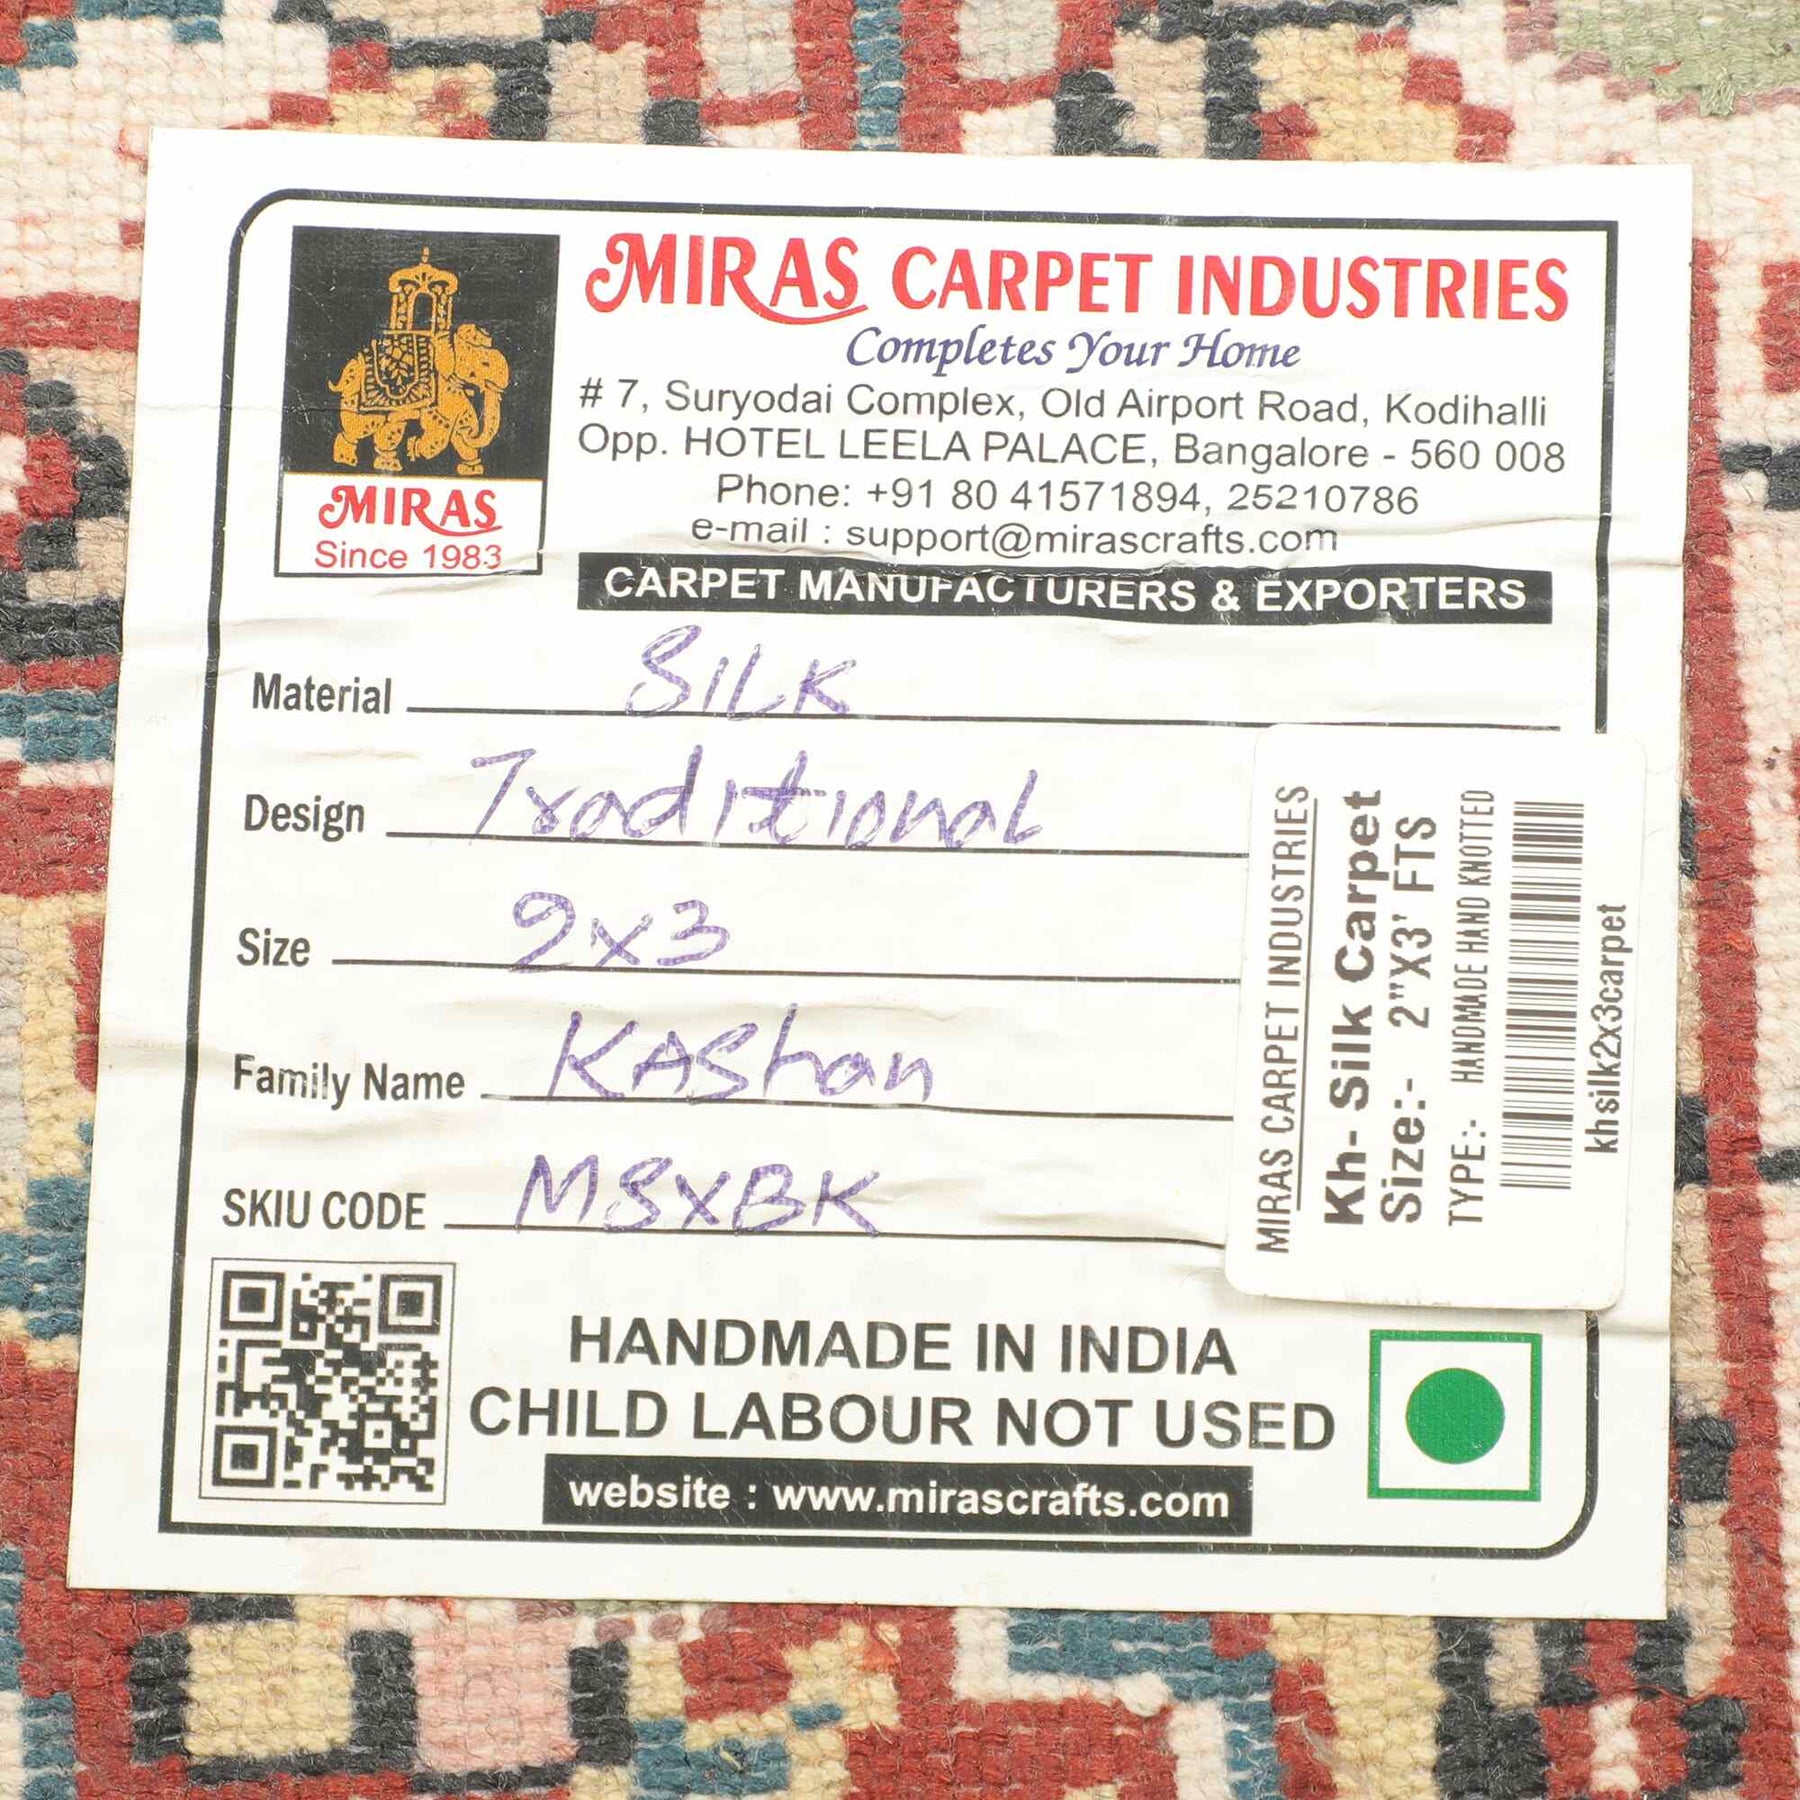 MIRAS
Since 1983
MIRAS CARPET INDUSTRIES
Completes Your Home
# 7, Suryodai Complex, Old Airport Road, Kodihalli
Opp. HOTEL LEELA PALACE, Bangalore - 560 008
Phone: +91 80 41571894, 25210786
e-mail : support@mirascrafts.com
CARPET MANUFACTURERS & EXPORTERS
Material SILK
Design Traditional
Size 2x3
Family Name KAShan
SKIU CODE MSXBK
MIRAS CARPET INDUSTRIES
Kh- Silk Carpet
Size:- 2"X3' FTS
TYPE:- HANDMADE HAND KNOTTED
khsilk2x3carpet
HANDMADE IN INDIA
CHILD LABOUR NOT USED
website : www.mirascrafts.com